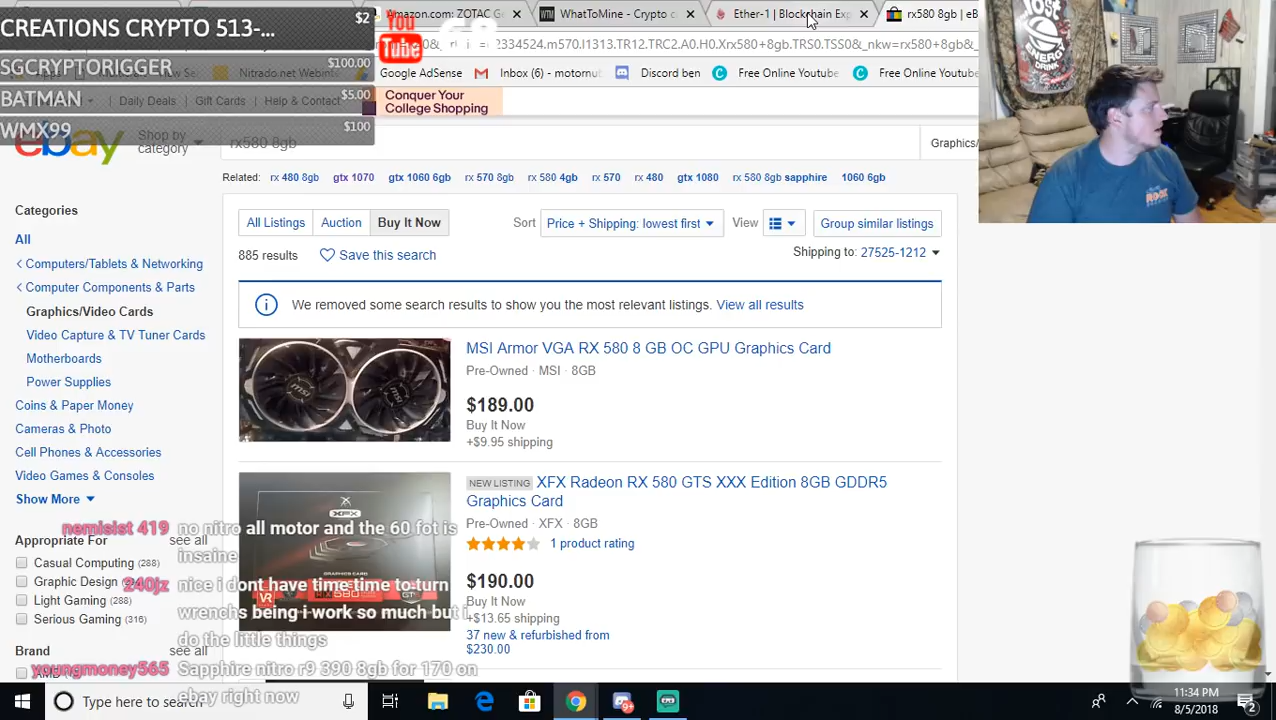 CREATIONS CRYPTO 513-... $2
SGCRYPTORIGGER $100.00
BATMAN $5.00
WMX99 $100
You
Tube
Amazon.com: ZOTAC G
WhatToMine - Crypto c
Ether-1 | Blockchain I
rx580 8gb | eB
Nitrado.net Webint
Google AdSense
Inbox (6) - motornut
Discord ben
Free Online
Free Online
Daily Deals
Gift Cards
Help & Contact
Conquer Your
College Shopping
ebay
Shop by
category
rx580 8gb
Graphics/
Related: rx 480 8gb gtx 1070 gtx 1060 6gb rx 570 8gb rx 580 4gb rx 570 rx 480 gtx 1080 rx 580 8gb sapphire 1060 6gb
Categories
All
Computers/Tablets & Networking
Computer Components & Parts
Graphics/Video Cards
Video Capture & TV Tuner Cards
Motherboards
Power Supplies
Coins & Paper Money
Cameras & Photo
Cell Phones & Accessories
Video Games & Consoles
Show More
Appropriate For see all
Casual Computing (288)
Graphic Design
Light Gaming (288)
Serious Gaming (316)
Brand see all
All Listings Auction Buy It Now
Sort Price + Shipping: lowest first View Group similar listings
885 results Save this search
Shipping to: 27525-1212
We removed some search results to show you the most relevant listings. View all results
MSI Armor VGA RX 580 8 GB OC GPU Graphics Card
Pre-Owned · MSI · 8GB
$189.00
Buy It Now
+$9.95 shipping
NEW LISTING XFX Radeon RX 580 GTS XXX Edition 8GB GDDR5
Graphics Card
Pre-Owned · XFX · 8GB
1 product rating
$190.00
Buy It Now
+$13.65 shipping
37 new & refurbished from
$230.00
XFX
VR
nemisist 419 no nitro all motor and the 60 fot is
insaine
240jz nice i dont have time time to turn
wrenchs being i work so much but i
do the little things
youngmoney565 Sapphire nitro r9 390 8gb for 170 on
ebay right now
Type here to search
11:34 PM
8/5/2018
2